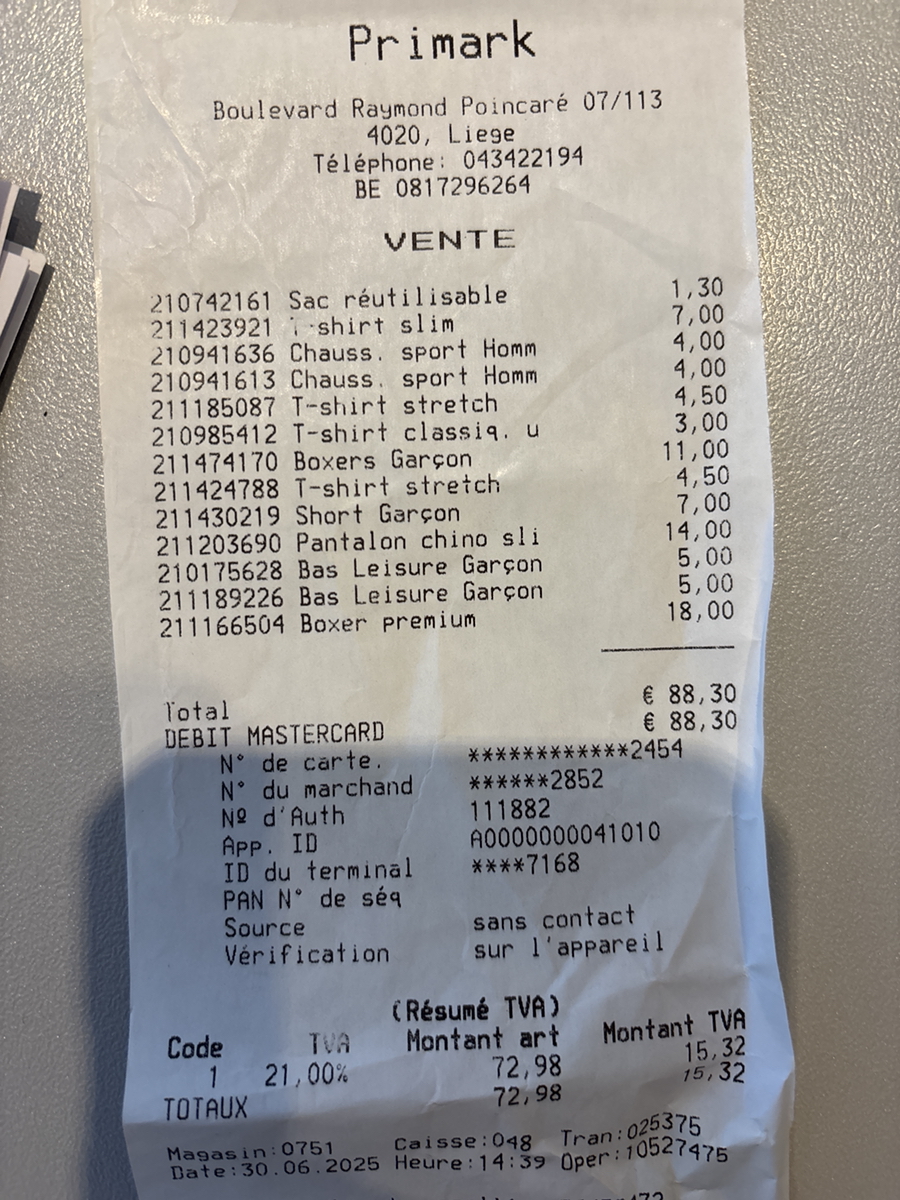 Primark
Boulevard Raymond Poincaré 07/113
4020, Liege
Téléphone: 043422194
BE 0817296264
VENTE
210742161 Sac réutilisable 1,30
211423921 T-shirt slim 7,00
210941636 Chauss. sport Homm 4,00
210941613 Chauss. sport Homm 4,00
211185087 T-shirt stretch 4,50
210985412 T-shirt classiq. u 3,00
211474170 Boxers Garçon 11,00
211424788 T-shirt stretch 4,50
211430219 Short Garçon 7,00
211203690 Pantalon chino sli 14,00
210175628 Bas Leisure Garçon 5,00
211189226 Bas Leisure Garçon 5,00
211166504 Boxer premium 18,00
Total € 88,30
DEBIT MASTERCARD € 88,30
N° de carte. ************2454
N° du marchand ******2852
Nº d'Auth 111882
App. ID A0000000041010
ID du terminal ****7168
PAN N° de séq
Source sans contact
Vérification sur l'appareil
(Résumé TVA)
Code TVA Montant art Montant TVA
1 21,00% 72,98 15,32
TOTAUX 72,98 15,32
Magasin:0751 Caisse:048 Tran:025375
Date:30.06.2025 Heure:14:39 Oper:10527475